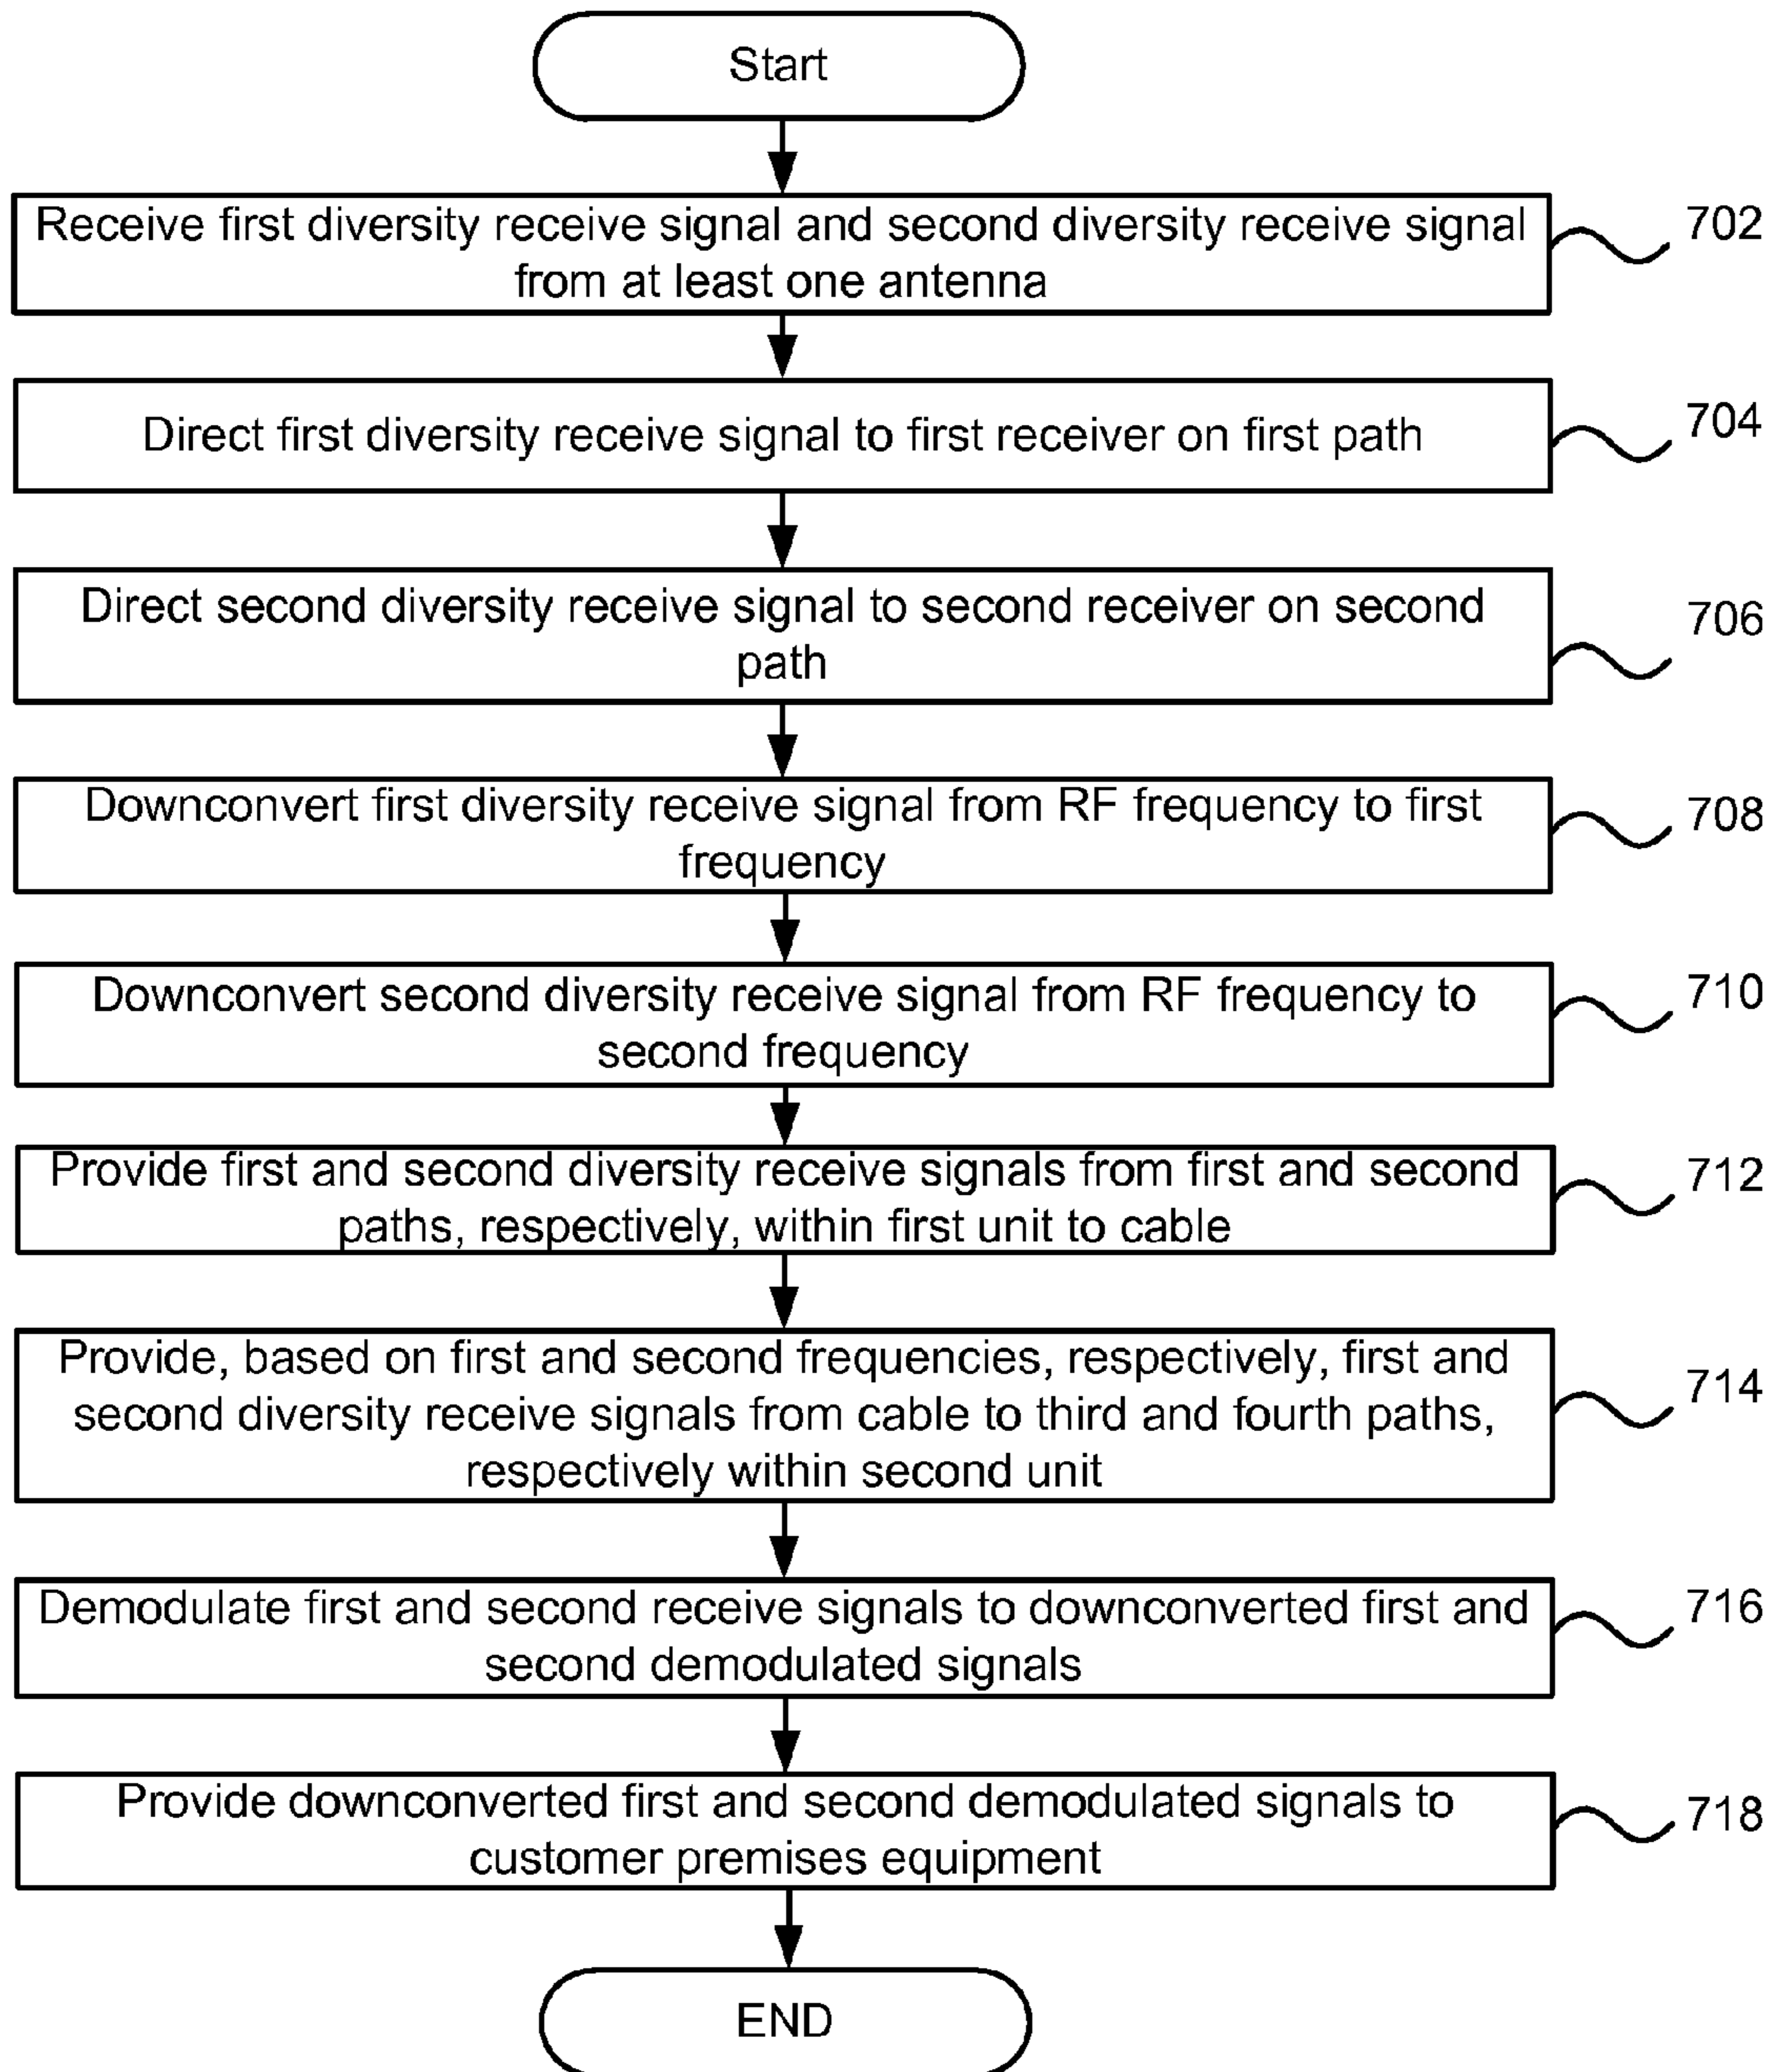 Start
Receive first diversity receive signal and second diversity receive signal
from at least one antenna
702
Direct first diversity receive signal to first receiver on first path
704
Direct second diversity receive signal to second receiver on second
path
706
Downconvert first diversity receive signal from RF frequency to first
frequency
708
Downconvert second diversity receive signal from RF frequency to
second frequency
710
Provide first and second diversity receive signals from first and second
paths, respectively, within first unit to cable
712
Provide, based on first and second frequencies, respectively, first and
second diversity receive signals from cable to third and fourth paths,
respectively within second unit
714
Demodulate first and second receive signals to downconverted first and
second demodulated signals
716
Provide downconverted first and second demodulated signals to
customer premises equipment
718
END